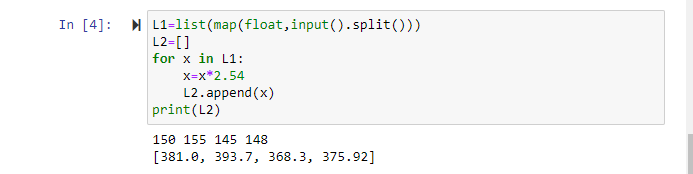 In [4]:
L1=list(map(float,input().split()))
L2=[]
for x in L1:
    x=x*2.54
    L2.append(x)
print(L2)
150 155 145 148
[381.0, 393.7, 368.3, 375.92]